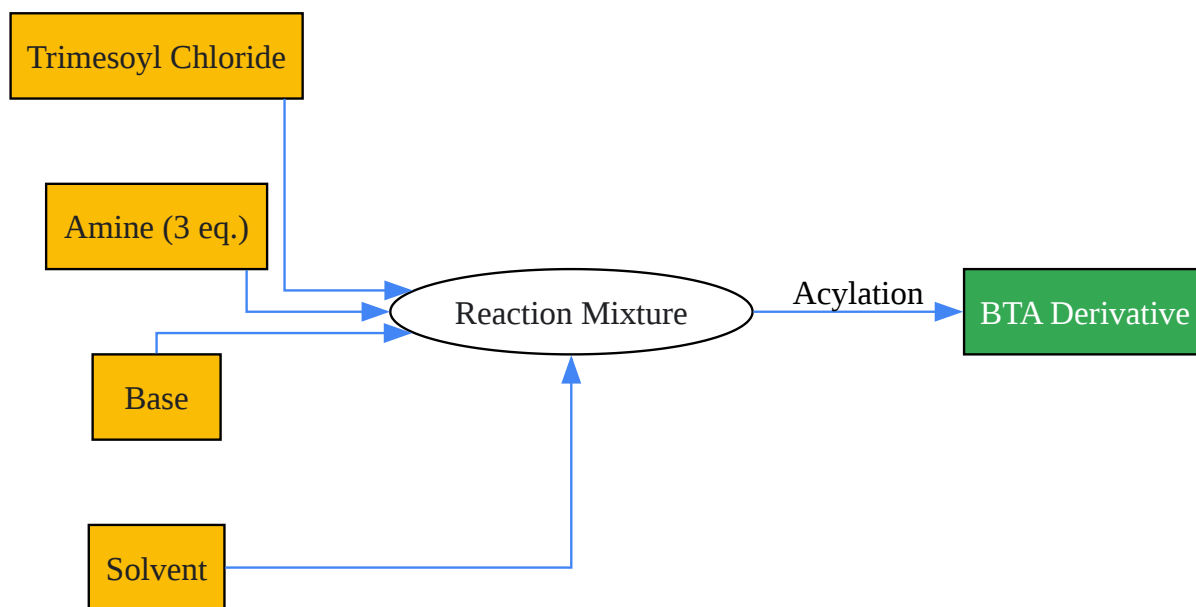 Trimesoyl Chloride
Amine (3 eq.)
Base
Solvent
Reaction Mixture
Acylation
BTA Derivative